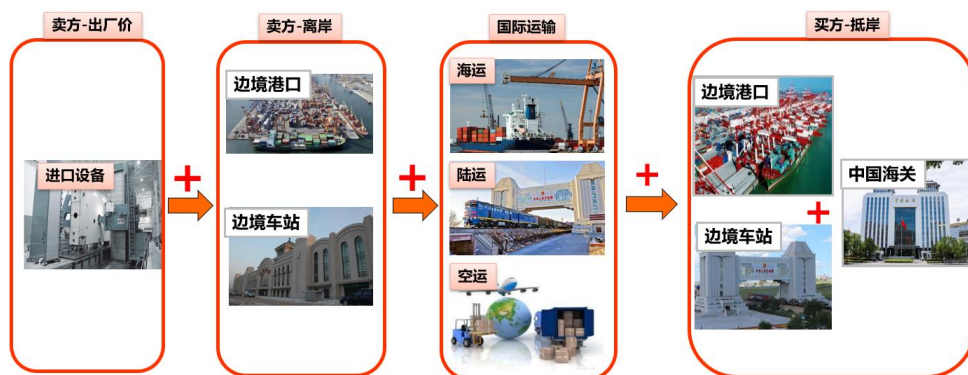 卖方-出厂价
卖方-离岸
国际运输
买方-抵岸
进口设备
边境港口
边境车站
海运
陆运
空运
边境港口
边境车站
中国海关